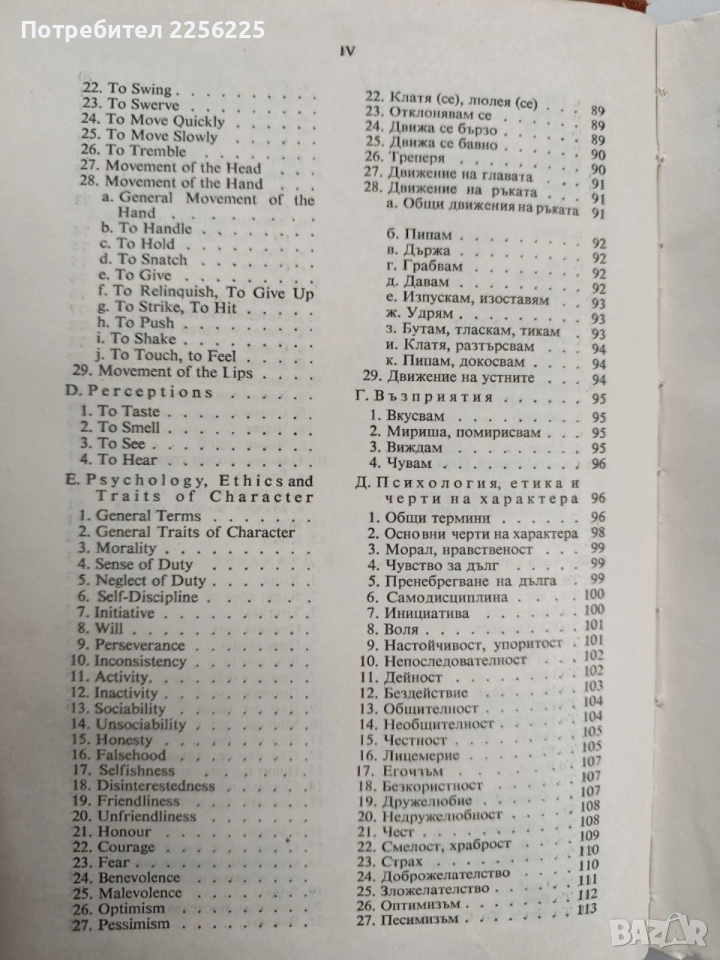 Потребител 2256225
IV
22. To Swing . . . . . . . .
23. To Swerve . . . . . . .
24. To Move Quickly . . . .
25. To Move Slowly . . . .
26. To Tremble . . . . . .
27. Movement of the Head . .
28. Movement of the Hand . . .
a. General Movement of the
Hand . . . . . . . .
b. To Handle . . . . . .
c. To Hold . . . . . . .
d. To Snatch . . . . . .
e. To Give . . . . . . .
f. To Relinquish, To Give Up
g. To Strike, To Hit . . . .
h. To Push . . . . . . .
i. To Shake . . . . . . .
j. To Touch, to Feel . . . .
29. Movement of the Lips . . . .
D. Perceptions . . . . . .
1. To Taste . . . . . . . .
2. To Smell . . . . . . . .
3. To See . . . . . . . .
4. To Hear . . . . . . . .
E. Psychology, Ethics and
Traits of Character
1. General Terms . . . . . .
2. General Traits of Character
3. Morality . . . . . . . .
4. Sense of Duty . . . . . .
5. Neglect of Duty . . . . .
6. Self-Discipline . . . . . .
7. Initiative . . . . . . . .
8. Will . . . . . . . . . .
9. Perseverance . . . . . . .
10. Inconsistency . . . . . .
11. Activity. . . . . . . . .
12. Inactivity . . . . . . . .
13. Sociability . . . . . . .
14. Unsociability . . . . . .
15. Honesty . . . . . . . .
16. Falsehood . . . . . . .
17. Selfishness . . . . . . .
18. Disinterestedness . . . . .
19. Friendliness . . . . . . .
20. Unfriendliness . . . . . .
21. Honour . . . . . . . .
22. Courage . . . . . . . .
23. Fear . . . . . . . . . .
24. Benevolence . . . . . . .
25. Malevolence . . . . . . .
26. Optimism . . . . . . . .
27. Pessimism . . . . . . . .
22. Клатя (се), люлея (се) . . . 89
23. Отклонявам се . . . . . 89
24. Движа се бързо . . . . . 89
25. Движа се бавно . . . . . 90
26. Треперя . . . . . . . . 90
27. Движение на главата . . . 91
28. Движение на ръката . . . 91
а. Общи движения на ръката 91
б. Пипам . . . . . . . . 92
в. Държа . . . . . . . . 92
г. Грабвам . . . . . . . 92
д. Давам . . . . . . . . 92
е. Изпускам, изоставям . . 93
ж. Удрям . . . . . . . . 93
з. Бутам, тласкам, тикам . 93
и. Клатя, разтърсвам . . . 94
к. Пипам, докосвам . . . 94
29. Движение на устните . . . 94
Г. Възприятия . . . . . . 95
1. Вкусвам . . . . . . . . 95
2. Мириша, помирисвам . . . 95
3. Виждам . . . . . . . . 95
4. Чувам . . . . . . . . . 96
Д. Психология, етика и
черти на характера 96
1. Общи термини . . . . . . 96
2. Основни черти на характера 98
3. Морал, нравственост . . . 99
4. Чувство за дълг . . . . . 99
5. Пренебрегване на дълга . . 99
6. Самодисциплина . . . . . 100
7. Инициатива . . . . . . . 100
8. Воля . . . . . . . . . . 101
9. Настойчивост, упоритост . 101
10. Непоследователност . . . 102
11. Дейност . . . . . . . . 102
12. Бездействие . . . . . . . 103
13. Общителност . . . . . . 104
14. Необщителност . . . . . 104
15. Честност . . . . . . . . 105
16. Лицемерие . . . . . . . 105
17. Егоизъм . . . . . . . . 107
18. Безкористност . . . . . . 107
19. Дружелюбие . . . . . . . 107
20. Недружелюбност . . . . . 108
21. Чест . . . . . . . . . . 108
22. Смелост, храброст . . . . 109
23. Страх . . . . . . . . . 110
24. Доброжелателство . . . . 110
25. Зложелателство . . . . . 111
26. Оптимизъм . . . . . . . 112
27. Песимизъм . . . . . . . 113
BAZAR